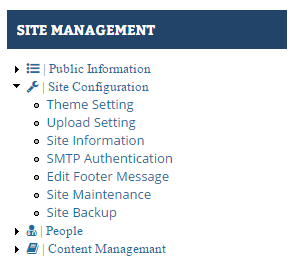 SITE MANAGEMENT
| Public Information
| Site Configuration
Theme Setting
Upload Setting
Site Information
SMTP Authentication
Edit Footer Message
Site Maintenance
Site Backup
| People
| Content Managemant